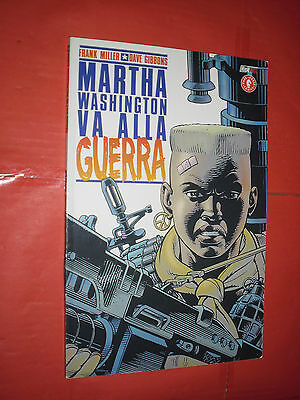 FRANK MILLER ★ DAVE GIBBONS
MARTHA
WASHINGTON
VA ALLA
GUERRA